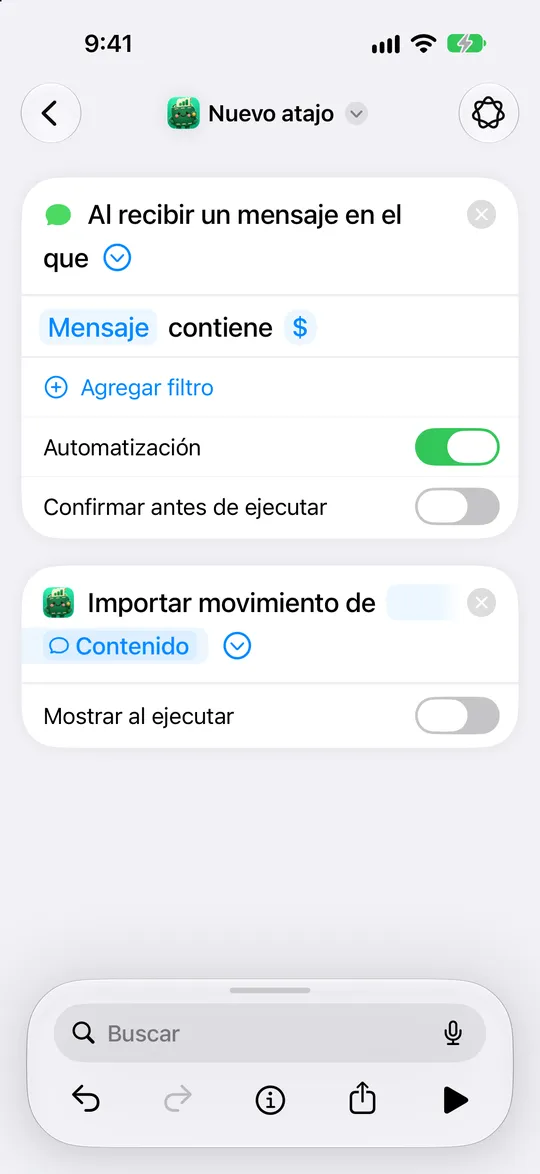 9:41
Nuevo atajo
Al recibir un mensaje en el
que
Mensaje contiene $
Agregar filtro
Automatización
Confirmar antes de ejecutar
Importar movimiento de
Contenido
Mostrar al ejecutar
Buscar